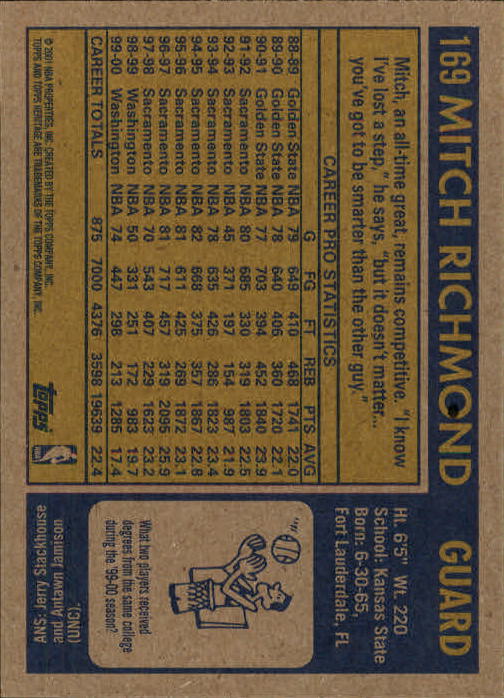 169 MITCH RICHMOND GUARD
Mitch, an all-time great, remains competitive. "I know
I've lost a step," he says, "but it doesn't matter...
you've got to be smarter than the other guy."
CAREER PRO STATISTICS
G FG FT REB PTS AVG
88-89 Golden State NBA 79 649 410 468 1741 22.0
89-90 Golden State NBA 78 640 406 360 1720 22.1
90-91 Golden State NBA 77 703 394 452 1840 23.9
91-92 Sacramento NBA 80 685 330 319 1803 22.5
92-93 Sacramento NBA 45 371 197 154 987 21.9
93-94 Sacramento NBA 78 635 426 286 1823 23.4
94-95 Sacramento NBA 82 668 375 357 1867 22.8
95-96 Sacramento NBA 81 611 425 269 1872 23.1
96-97 Sacramento NBA 81 717 457 319 2095 25.9
97-98 Sacramento NBA 70 543 407 229 1623 23.2
98-99 Washington NBA 50 331 251 172 983 19.7
99-00 Washington NBA 74 447 298 213 1285 17.4
CAREER TOTALS 875 7000 4376 3598 19639 22.4
© 2001 NBA PROPERTIES, INC. CREATED BY THE TOPPS COMPANY, INC.
TOPPS AND TOPPS HERITAGE ARE TRADEMARKS OF THE TOPPS COMPANY, INC.
Topps
Ht. 6'5" Wt. 220
School: Kansas State
Born: 6-30-65,
Fort Lauderdale, FL
What two players received
degrees from the same college
during the '99-00 season?
ANS: Jerry Stackhouse
and Antawn Jamison
(UNC).